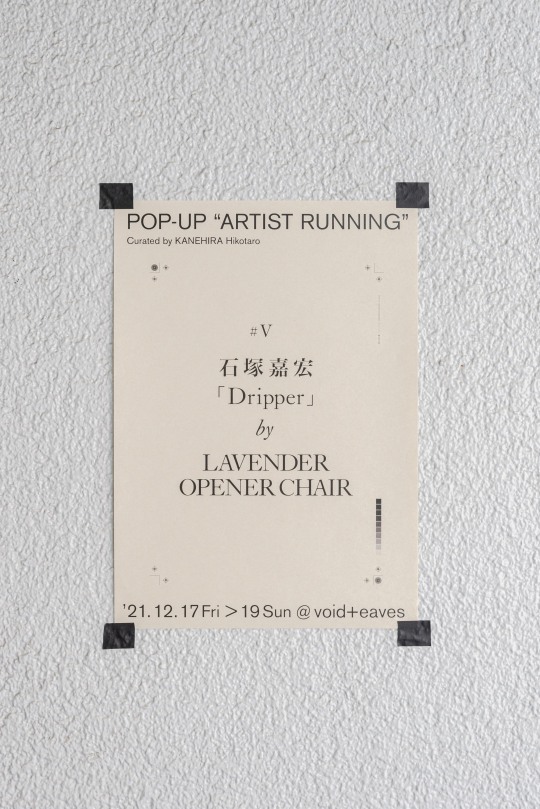 POP-UP “ARTIST RUNNING”
Curated by KANEHIRA Hikotaro
#V
石塚嘉宏
「Dripper」
by
LAVENDER
OPENER CHAIR
’21.12.17 Fri > 19 Sun @ void+eaves